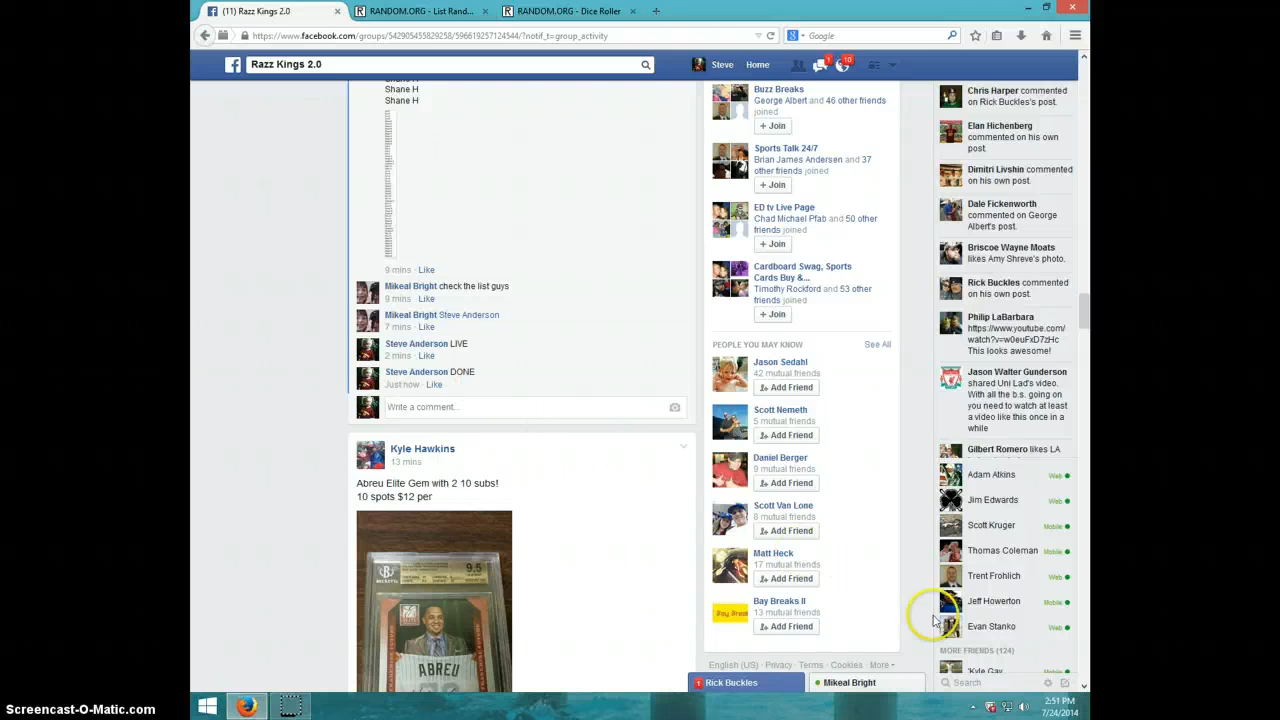 (11) Razz Kings 2.0
RANDOM.ORG - List Rand...
RANDOM.ORG - Dice Roller
https://www.facebook.com/groups/542905455829258/596619257124544/?notif_t=group_activity
Google
Razz Kings 2.0
Steve
Home
1
10
Shane H
Shane H
Shane H
9 mins · Like
Mikeal Bright check the list guys
9 mins · Like
Mikeal Bright Steve Anderson
7 mins · Like
Steve Anderson LIVE
2 mins · Like
Steve Anderson DONE
Just now · Like
Write a comment...
Kyle Hawkins
13 mins
Abreu Elite Gem with 2 10 subs!
10 spots $12 per
9.5
ABREU
Buzz Breaks
George Albert and 46 other friends
joined
+ Join
Sports Talk 24/7
Brian James Andersen and 37
other friends joined
+ Join
ED tv Live Page
Chad Michael Pfab and 50 other
friends joined
+ Join
Cardboard Swag, Sports
Cards Buy &...
Timothy Rockford and 53 other
friends joined
+ Join
PEOPLE YOU MAY KNOW
See All
Jason Sedahl
42 mutual friends
Add Friend
Scott Nemeth
5 mutual friends
Add Friend
Daniel Berger
9 mutual friends
Add Friend
Scott Van Lone
8 mutual friends
Add Friend
Matt Heck
17 mutual friends
Add Friend
Bay Breaks II
13 mutual friends
Add Friend
English (US) · Privacy · Terms · Cookies · More
Chris Harper commented
on Rick Buckles's post.
Elan Hichenberg
commented on his own
post.
Dimitri Livshin commented
on his own post.
Dale Fickenworth
commented on George
Albert's post.
Briscoe Wayne Moats
likes Amy Shreve's photo.
Rick Buckles commented
on his own post.
Philip LaBarbara
https://www.youtube.com/
watch?v=w0euFxD7zHc
This looks awesome!
Jason Walter Gunderson
shared Uni Lad's video.
With all the b.s. going on
you need to watch at least
a video like this once in a
while
Gilbert Romero likes LA
Adam Atkins Web
Jim Edwards Web
Scott Kruger Mobile
Thomas Coleman Mobile
Trent Frohlich Web
Jeff Howerton Mobile
Evan Stanko Web
MORE FRIENDS (124)
'Kyle Gay Mobile
1 Rick Buckles
Mikeal Bright
Search
Screencast-O-Matic.com
2:51 PM
7/24/2014